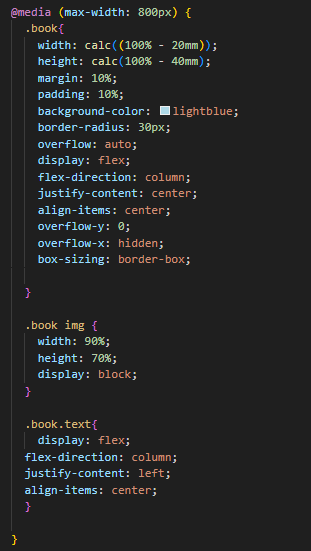 @media (max-width: 800px) {
.book{
width: calc((100% - 20mm));
height: calc(100% - 40mm);
margin: 10%;
padding: 10%;
background-color: lightblue;
border-radius: 30px;
overflow: auto;
display: flex;
flex-direction: column;
justify-content: center;
align-items: center;
overflow-y: 0;
overflow-x: hidden;
box-sizing: border-box;
}
.book img {
width: 90%;
height: 70%;
display: block;
}
.book.text{
display: flex;
flex-direction: column;
justify-content: left;
align-items: center;
}
}